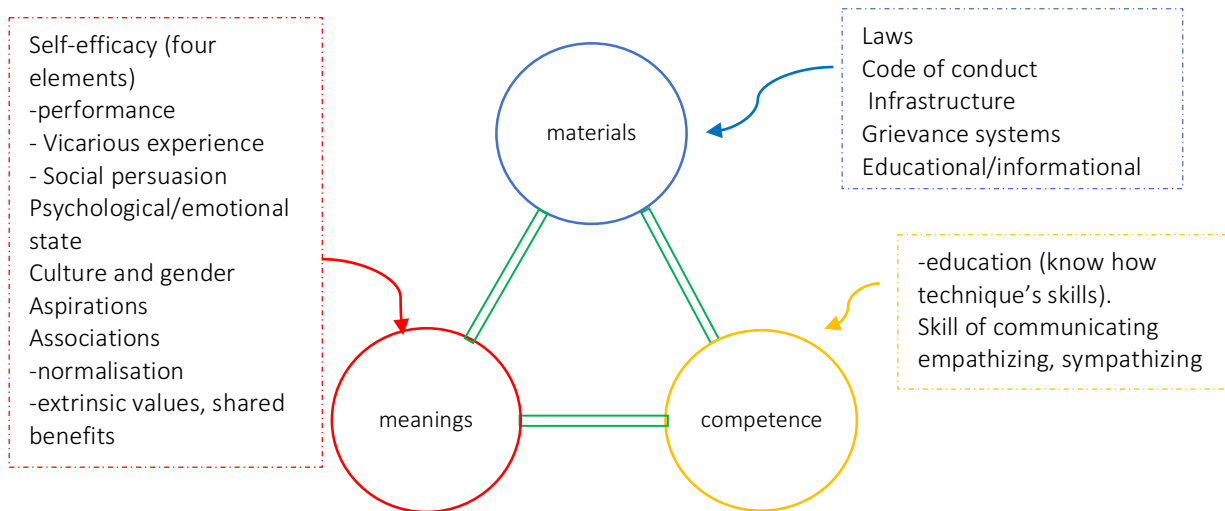 Self-efficacy (four
elements)
-performance
- Vicarious experience
- Social persuasion
Psychological/emotional
state
Culture and gender
Aspirations
Associations
-normalisation
-extrinsic values, shared
benefits
materials
Laws
Code of conduct
Infrastructure
Grievance systems
Educational/informational
-education (know how
technique’s skills).
Skill of communicating
empathizing, sympathizing
meanings
competence